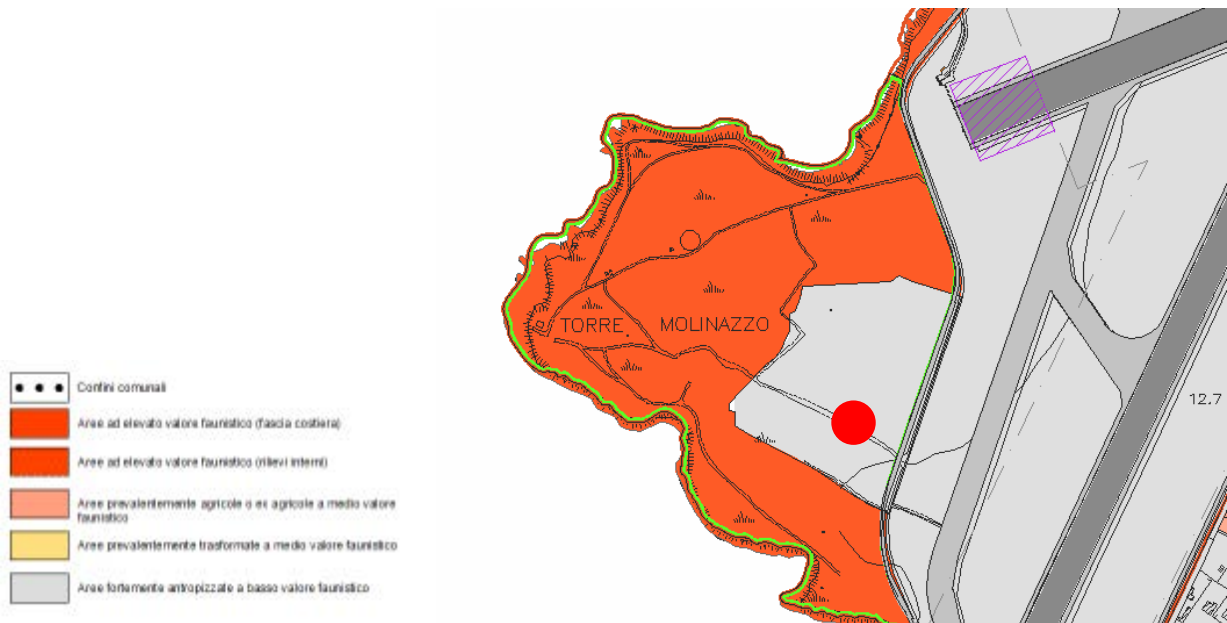 Confini comunali
Aree ad elevato valore faunistico (fascia costiera)
Aree ad elevato valore faunistico (rilievi interni)
Aree prevalentemente agricole o ex agricole a medio valore
faunistico
Aree prevalentemente trasformate a medio valore faunistico
Aree fortemente antropizzate a basso valore faunistico
TORRE MOLINAZZO
12.7